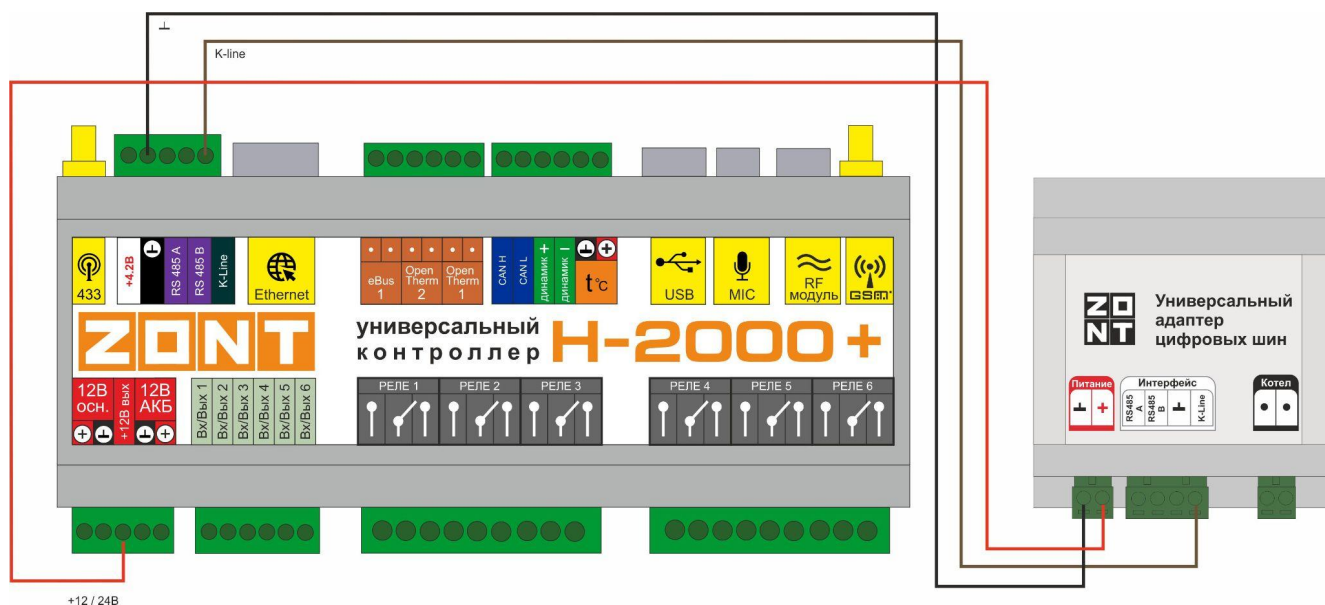 ⊥
K-line
433
+4.2В
⊥
RS 485 A
RS 485 B
K-Line
Ethernet
eBus
1
Open
Therm
2
Open
Therm
1
CAN H
CAN L
динамик +
динамик –
⊥ +
t°C
USB
MIC
RF
модуль
GSM
ZONT
универсальный
контроллер
H-2000+
12В
осн.
+ ⊥
+12В вых
12В
АКБ
⊥ +
Вх/Вых 1
Вх/Вых 2
Вх/Вых 3
Вх/Вых 4
Вх/Вых 5
Вх/Вых 6
РЕЛЕ 1
РЕЛЕ 2
РЕЛЕ 3
РЕЛЕ 4
РЕЛЕ 5
РЕЛЕ 6
+12 / 24В
ZO
NT
Универсальный
адаптер
цифровых шин
Питание
⊥ +
Интерфейс
RS485
A
RS485
B
⊥
K-Line
Котел